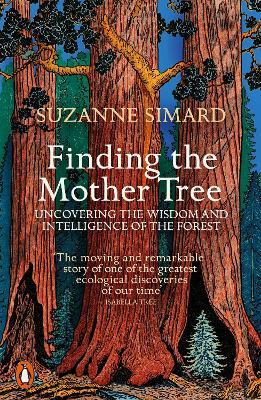 SUZANNE SIMARD
Finding the
Mother Tree
UNCOVERING THE WISDOM AND
INTELLIGENCE OF THE FOREST
'The moving and remarkable
story of one of the greatest
ecological discoveries
of our time'
ISABELLA TREE